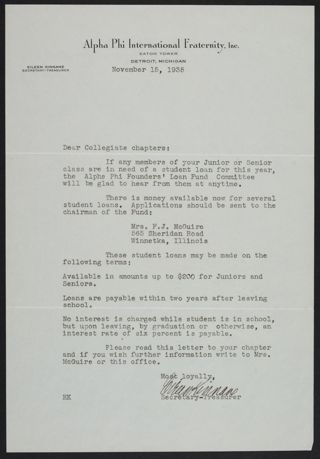 Alpha Phi International Fraternity, Inc.
EATON TOWER
DETROIT, MICHIGAN
EILEEN KINNANE
SECRETARY-TREASURER
November 15, 1938
Dear Collegiate chapters:
If any members of your Junior or Senior
class are in need of a student loan for this year,
the Alpha Phi Founders' Loan Fund Committee
will be glad to hear from them at anytime.
There is money available now for several
student loans. Applications should be sent to the
chairman of the Fund:
Mrs. F.J. McGuire
565 Sheridan Road
Winnetka, Illinois
These student loans may be made on the
following terms:
Available in amounts up to $200 for Juniors and
Seniors.
Loans are payable within two years after leaving
school.
No interest is charged while student is in school,
but upon leaving, by graduation or otherwise, an
interest rate of six percent is payable.
Please read this letter to your chapter
and if you wish further information write to Mrs.
McGuire or this office.
Most loyally,
Secretary-Treasurer